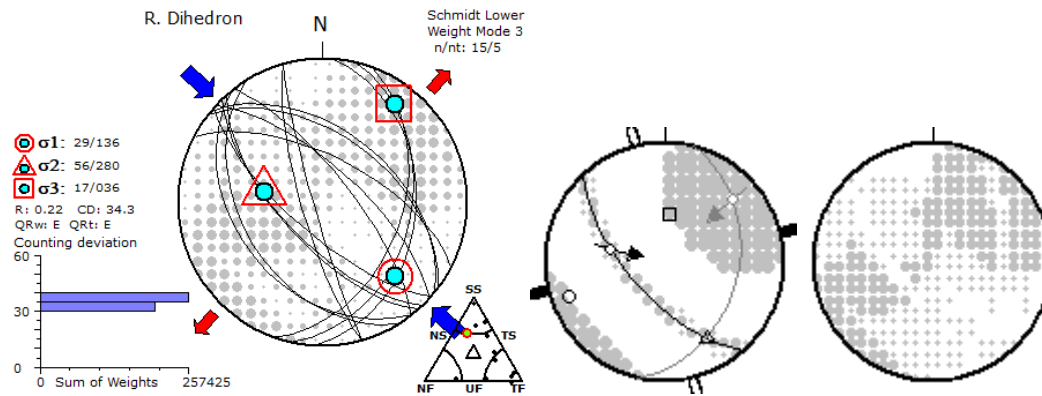 R. Dihedron
N
Schmidt Lower
Weight Mode 3
n/nt: 15/5
σ1: 29/136
σ2: 56/280
σ3: 17/036
R: 0.22 CD: 34.3
QRw: E QRt: E
Counting deviation
60
30
0
0 Sum of Weights 257425
SS
NS TS
NF UF TF